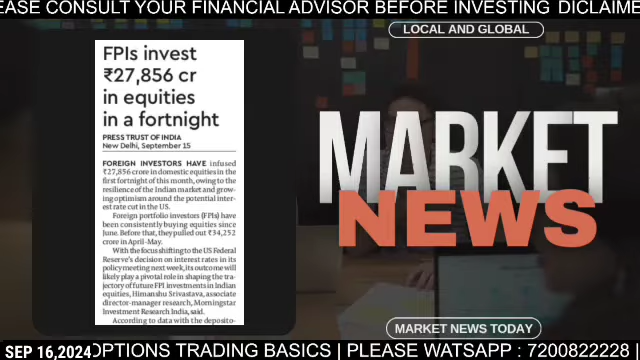 EASE CONSULT YOUR FINANCIAL ADVISOR BEFORE INVESTING DICLAIME
LOCAL AND GLOBAL
FPIs invest
₹27,856 cr
in equities
in a fortnight
PRESS TRUST OF INDIA
New Delhi, September 15
FOREIGN INVESTORS HAVE infused
₹27,856 crore in domestic equities in the
first fortnight of this month, owing to the
resilience of the Indian market and grow-
ing optimism around the potential inter-
est rate cut in the US.
Foreign portfolio investors (FPIs) have
been consistently buying equities since
June. Before that, they pulled out ₹34,252
crore in April-May.
With the focus shifting to the US Federal
Reserve's decision on interest rates in its
policy meeting next week, its outcome will
likely play a pivotal role in shaping the tra-
jectory of future FPI investments in Indian
equities, Himanshu Srivastava, associate
director-manager research, Morningstar
Investment Research India, said.
According to data with the deposito-
MARKET
NEWS
MARKET NEWS TODAY
SEP 16,2024
OPTIONS TRADING BASICS | PLEASE WATSAPP : 7200822228 |